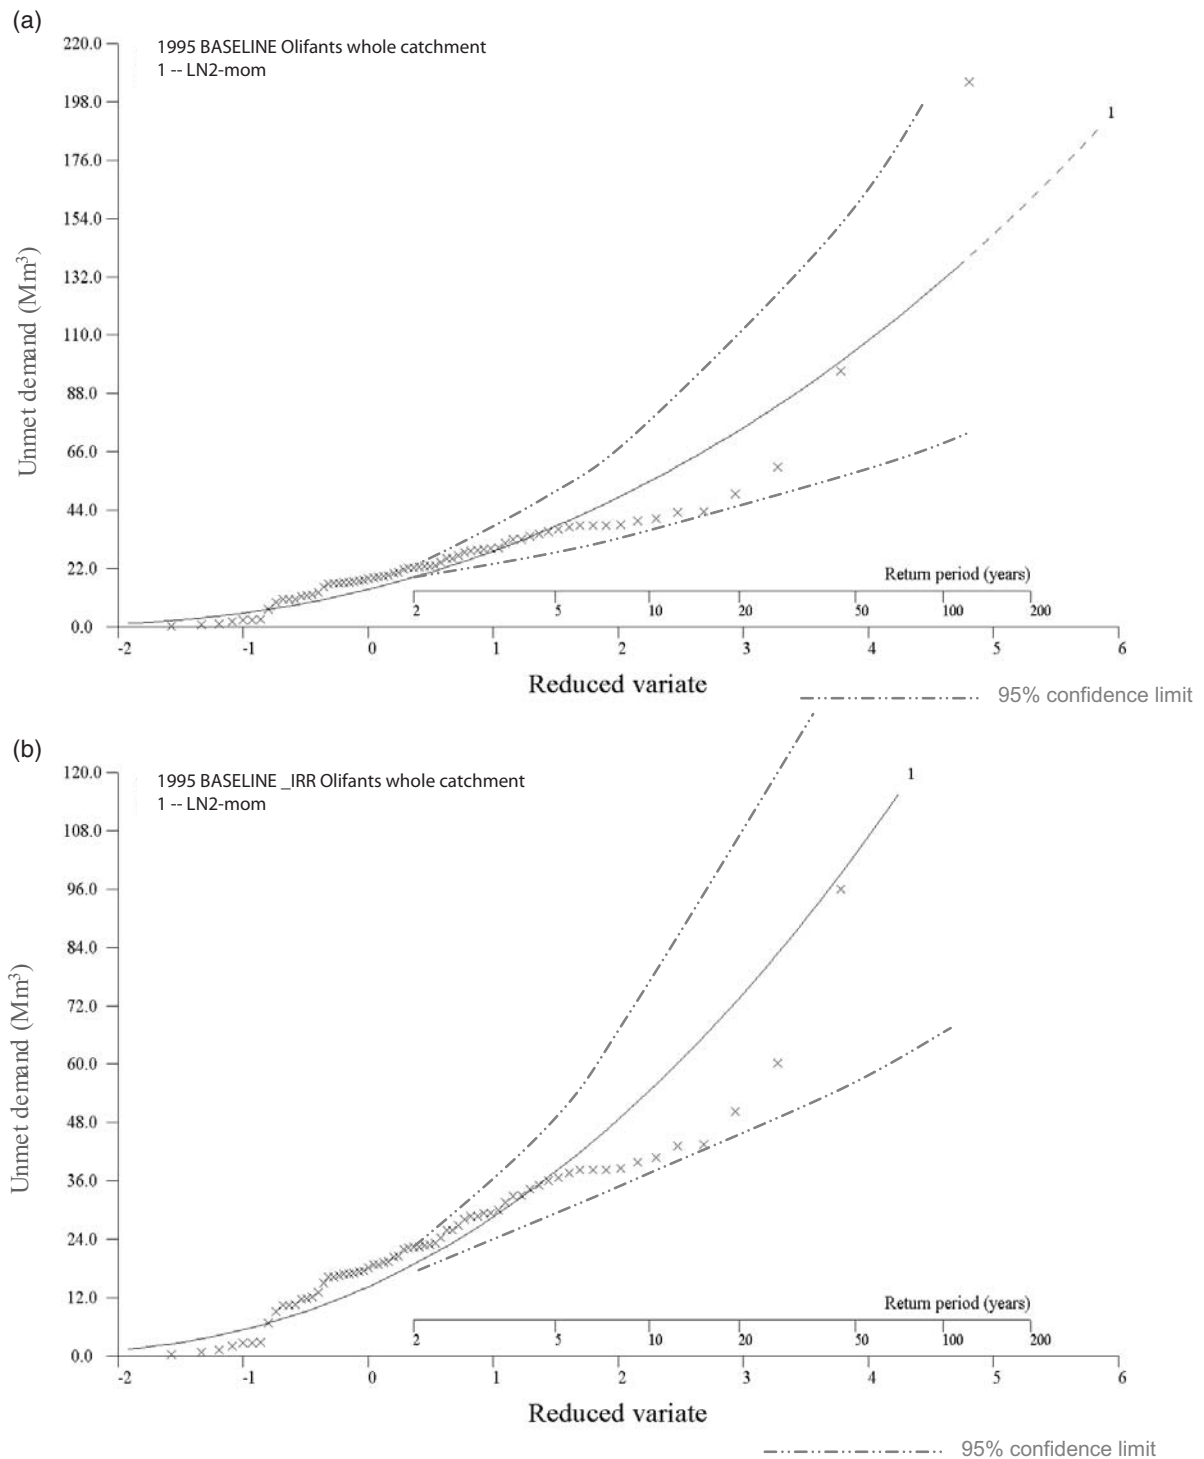 (a)
1995 BASELINE Olifants whole catchment
1 -- LN2-mom
220.0
198.0
176.0
154.0
132.0
110.0
88.0
66.0
44.0
22.0
0.0
Unmet demand (Mm³)
1
Return period (years)
2 5 10 20 50 100 200
-2 -1 0 1 2 3 4 5 6
Reduced variate
95% confidence limit
(b)
1995 BASELINE _IRR Olifants whole catchment
1 -- LN2-mom
120.0
108.0
96.0
84.0
72.0
60.0
48.0
36.0
24.0
12.0
0.0
Unmet demand (Mm³)
1
Return period (years)
2 5 10 20 50 100 200
-2 -1 0 1 2 3 4 5 6
Reduced variate
95% confidence limit